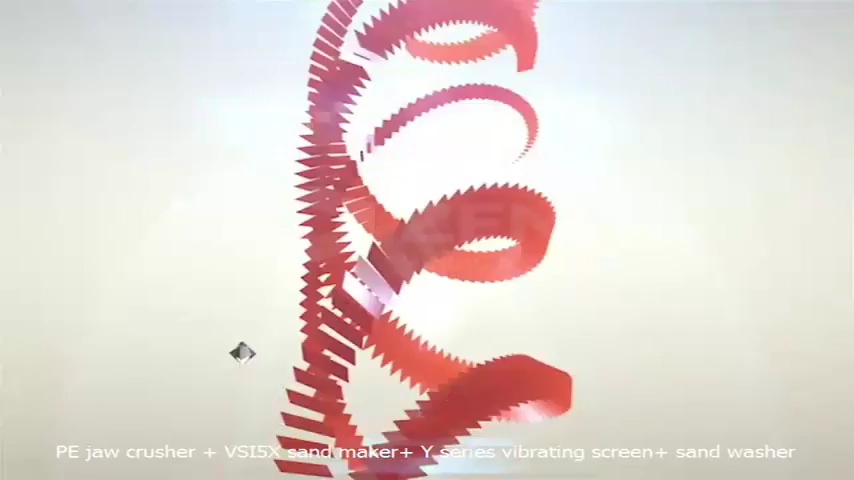 PE jaw crusher + VSI5X sand maker+ Y series vibrating screen+ sand washer